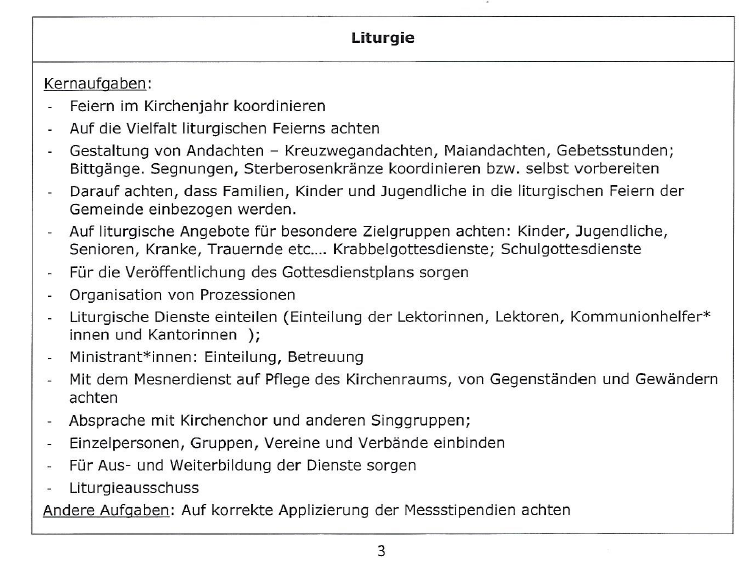 Liturgie
Kernaufgaben:
- Feiern im Kirchenjahr koordinieren
- Auf die Vielfalt liturgischen Feierns achten
- Gestaltung von Andachten – Kreuzwegandachten, Maiandachten, Gebetsstunden;
Bittgänge. Segnungen, Sterberosenkränze koordinieren bzw. selbst vorbereiten
- Darauf achten, dass Familien, Kinder und Jugendliche in die liturgischen Feiern der
Gemeinde einbezogen werden.
- Auf liturgische Angebote für besondere Zielgruppen achten: Kinder, Jugendliche,
Senioren, Kranke, Trauernde etc.... Krabbelgottesdienste; Schulgottesdienste
- Für die Veröffentlichung des Gottesdienstplans sorgen
- Organisation von Prozessionen
- Liturgische Dienste einteilen (Einteilung der Lektorinnen, Lektoren, Kommunionhelfer*
innen und Kantorinnen );
- Ministrant*innen: Einteilung, Betreuung
- Mit dem Mesnerdienst auf Pflege des Kirchenraums, von Gegenständen und Gewändern
achten
- Absprache mit Kirchenchor und anderen Singgruppen;
- Einzelpersonen, Gruppen, Vereine und Verbände einbinden
- Für Aus- und Weiterbildung der Dienste sorgen
- Liturgieausschuss
Andere Aufgaben: Auf korrekte Applizierung der Messstipendien achten
3